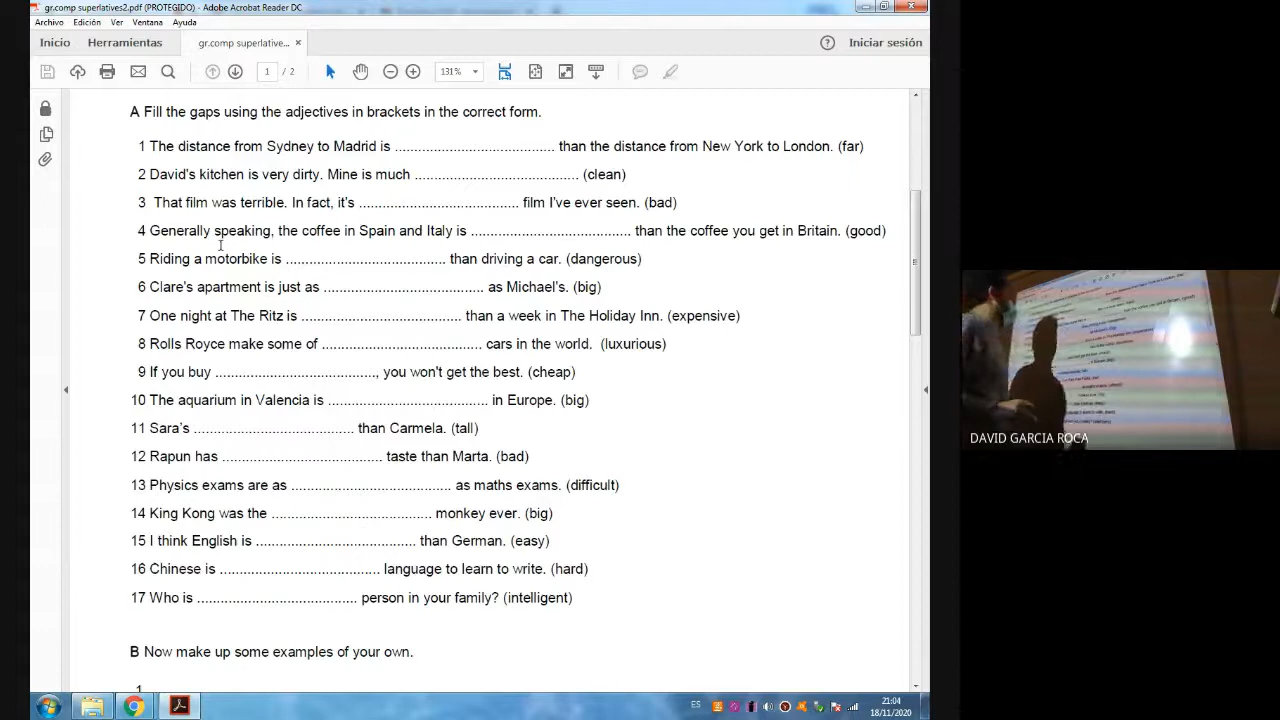 gr.comp superlatives2.pdf (PROTEGIDO) - Adobe Acrobat Reader DC
Archivo Edición Ver Ventana Ayuda
Inicio Herramientas gr.comp superlative... × Iniciar sesión
1 / 2 131%
A Fill the gaps using the adjectives in brackets in the correct form.
1 The distance from Sydney to Madrid is .................................... than the distance from New York to London. (far)
2 David's kitchen is very dirty. Mine is much .................................... (clean)
3 That film was terrible. In fact, it's .................................... film I've ever seen. (bad)
4 Generally speaking, the coffee in Spain and Italy is .................................... than the coffee you get in Britain. (good)
5 Riding a motorbike is .................................... than driving a car. (dangerous)
6 Clare's apartment is just as .................................... as Michael's. (big)
7 One night at The Ritz is .................................... than a week in The Holiday Inn. (expensive)
8 Rolls Royce make some of .................................... cars in the world. (luxurious)
9 If you buy ...................................., you won't get the best. (cheap)
10 The aquarium in Valencia is .................................... in Europe. (big)
11 Sara's .................................... than Carmela. (tall)
12 Rapun has .................................... taste than Marta. (bad)
13 Physics exams are as .................................... as maths exams. (difficult)
14 King Kong was the .................................... monkey ever. (big)
15 I think English is .................................... than German. (easy)
16 Chinese is .................................... language to learn to write. (hard)
17 Who is .................................... person in your family? (intelligent)
B Now make up some examples of your own.
1
DAVID GARCIA ROCA
ES 21:04
18/11/2020